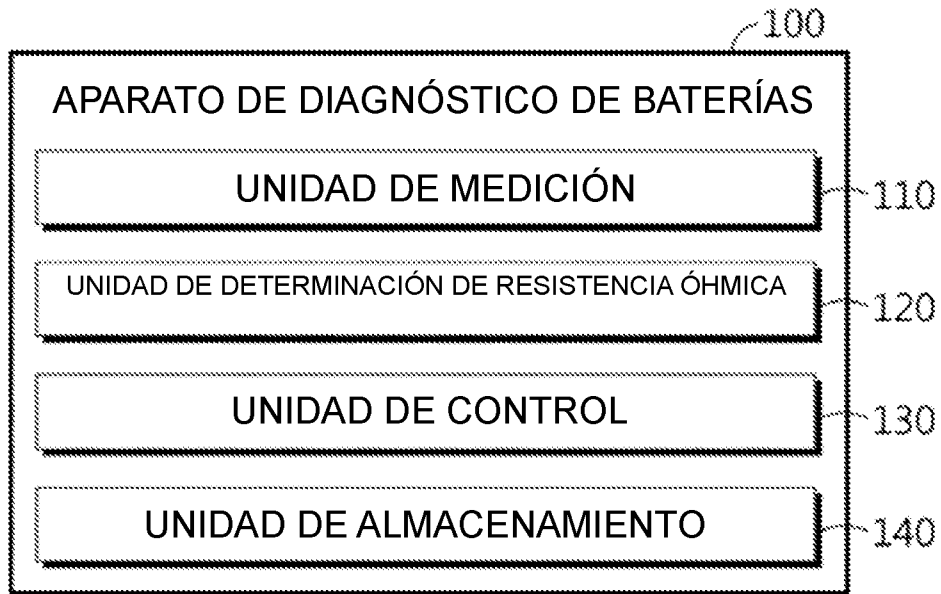 100
APARATO DE DIAGNÓSTICO DE BATERÍAS
UNIDAD DE MEDICIÓN
110
UNIDAD DE DETERMINACIÓN DE RESISTENCIA ÓHMICA
120
UNIDAD DE CONTROL
130
UNIDAD DE ALMACENAMIENTO
140